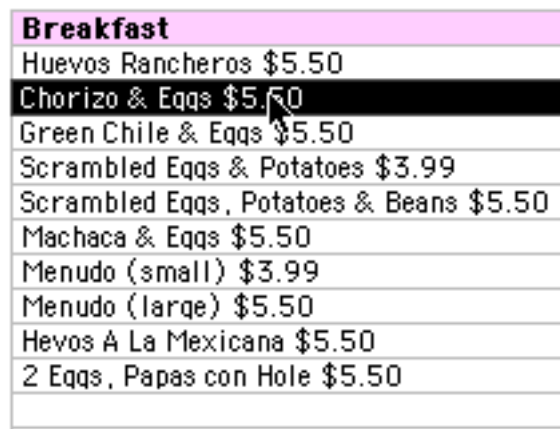 Breakfast
Huevos Rancheros $5.50
Chorizo & Eggs $5.50
Green Chile & Eggs $5.50
Scrambled Eggs & Potatoes $3.99
Scrambled Eggs, Potatoes & Beans $5.50
Machaca & Eggs $5.50
Menudo (small) $3.99
Menudo (large) $5.50
Hevos A La Mexicana $5.50
2 Eggs, Papas con Hole $5.50